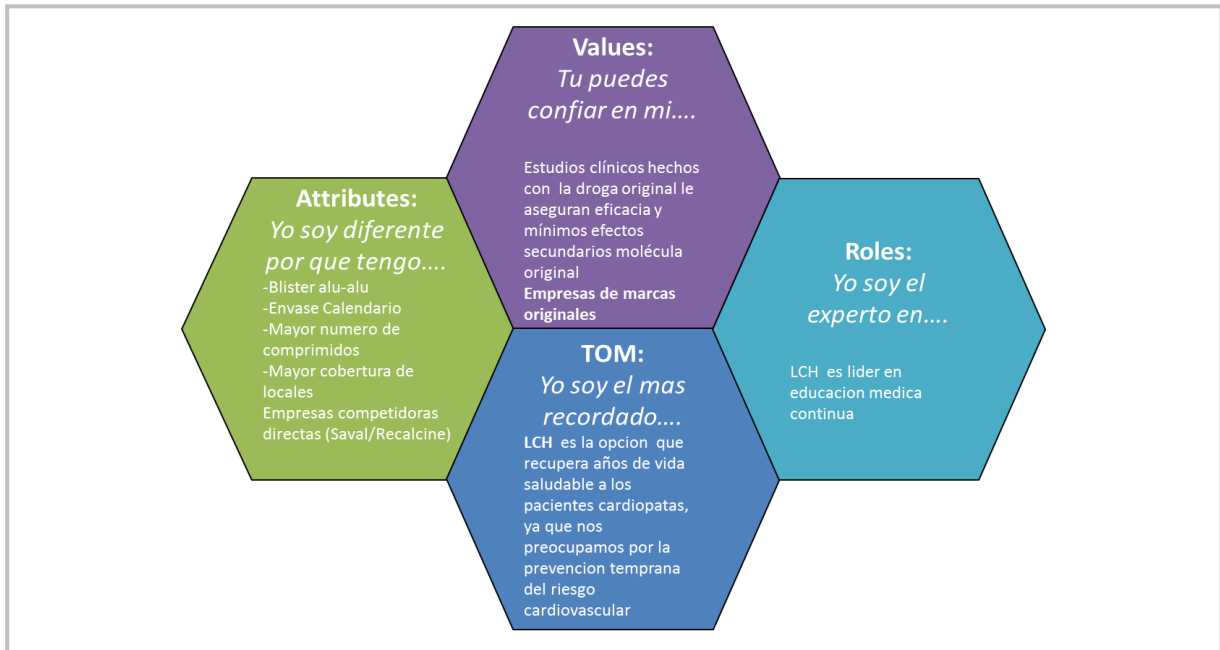 Values:
Tu puedes
confiar en mi....
Estudios clínicos hechos
con la droga original le
aseguran eficacia y
mínimos efectos
secundarios molécula
original
Empresas de marcas
originales
Attributes:
Yo soy diferente
por que tengo....
-Blister alu-alu
-Envase Calendario
-Mayor numero de
comprimidos
-Mayor cobertura de
locales
Empresas competidoras
directas (Saval/Recalcine)
TOM:
Yo soy el mas
recordado....
LCH es la opcion que
recupera años de vida
saludable a los
pacientes cardiopatas,
ya que nos
preocupamos por la
prevencion temprana
del riesgo
cardiovascular
Roles:
Yo soy el
experto en....
LCH es lider en
educacion medica
continua